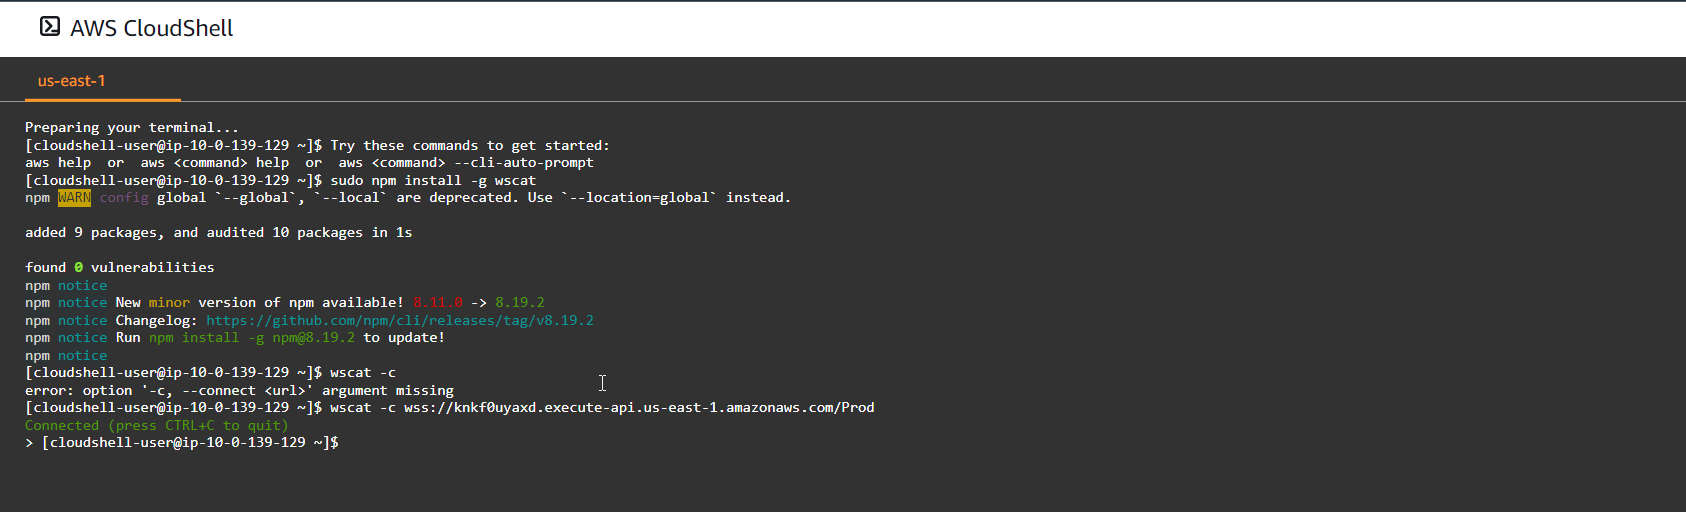 AWS CloudShell
us-east-1
Preparing your terminal...
[cloudshell-user@ip-10-0-139-129 ~]$ Try these commands to get started:
aws help  or  aws <command> help  or  aws <command> --cli-auto-prompt
[cloudshell-user@ip-10-0-139-129 ~]$ sudo npm install -g wscat
npm WARN config global `--global`, `--local` are deprecated. Use `--location=global` instead.
added 9 packages, and audited 10 packages in 1s
found 0 vulnerabilities
npm notice
npm notice New minor version of npm available! 8.11.0 -> 8.19.2
npm notice Changelog: https://github.com/npm/cli/releases/tag/v8.19.2
npm notice Run npm install -g npm@8.19.2 to update!
npm notice
[cloudshell-user@ip-10-0-139-129 ~]$ wscat -c
error: option '-c, --connect <url>' argument missing
[cloudshell-user@ip-10-0-139-129 ~]$ wscat -c wss://knkf0uyaxd.execute-api.us-east-1.amazonaws.com/Prod
Connected (press CTRL+C to quit)
> [cloudshell-user@ip-10-0-139-129 ~]$